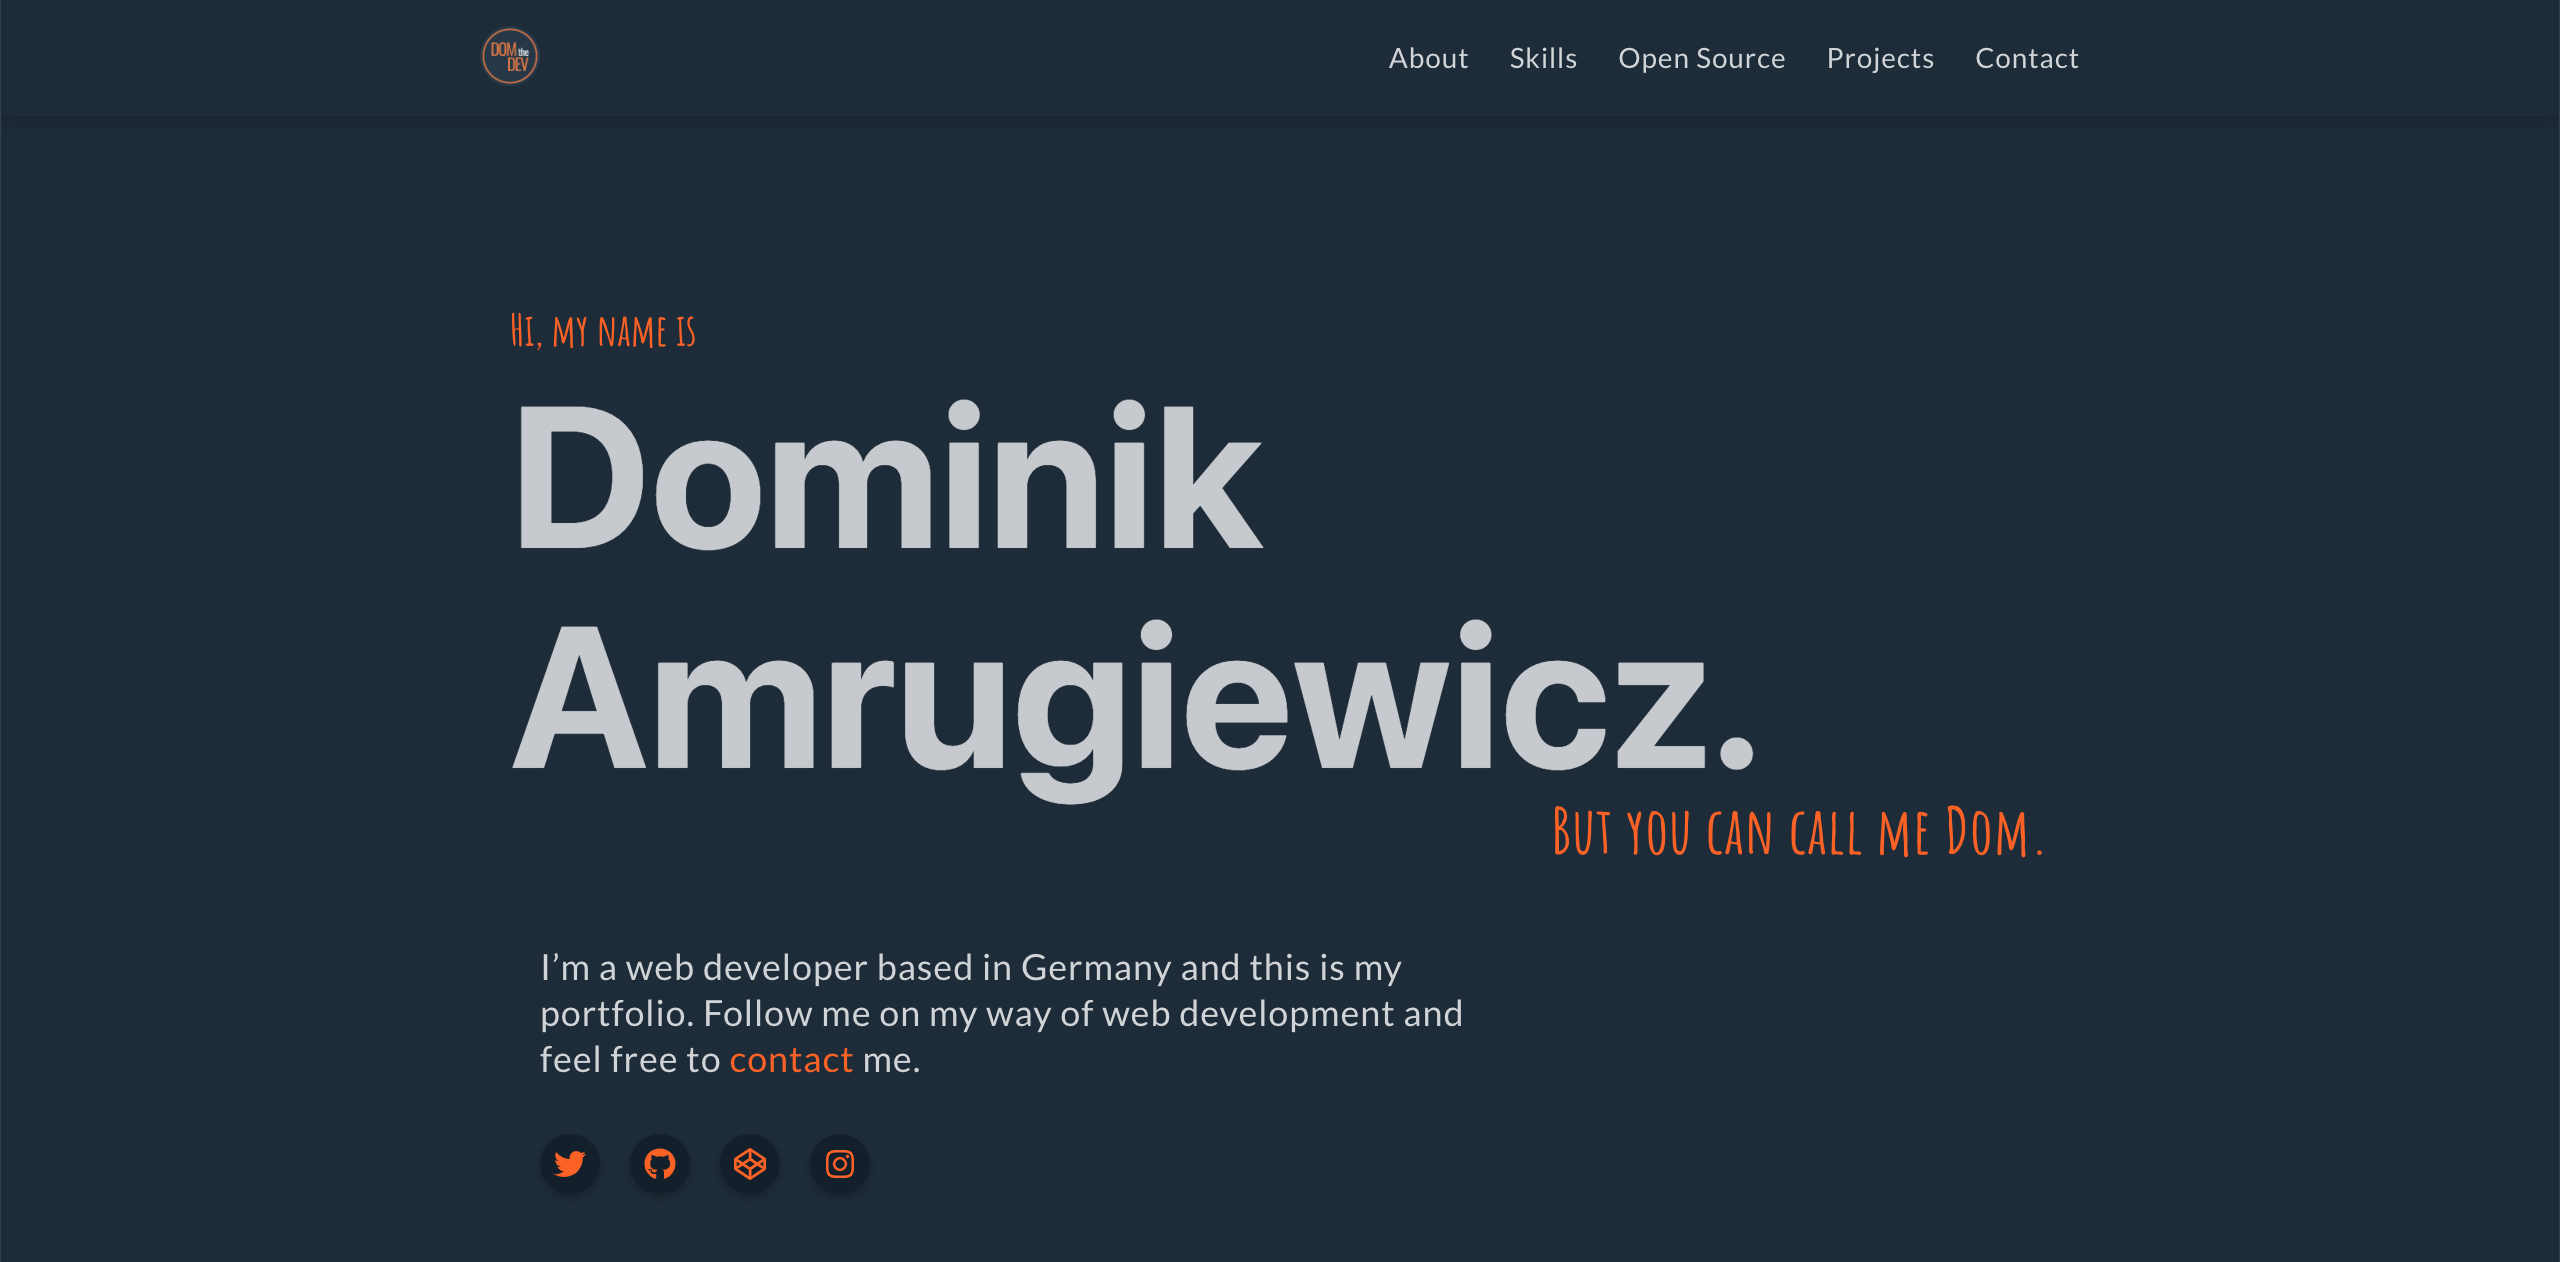 DOM the
DEV
About Skills Open Source Projects Contact
Hi, my name is
Dominik
Amrugiewicz.
But you can call me Dom.
I’m a web developer based in Germany and this is my
portfolio. Follow me on my way of web development and
feel free to contact me.